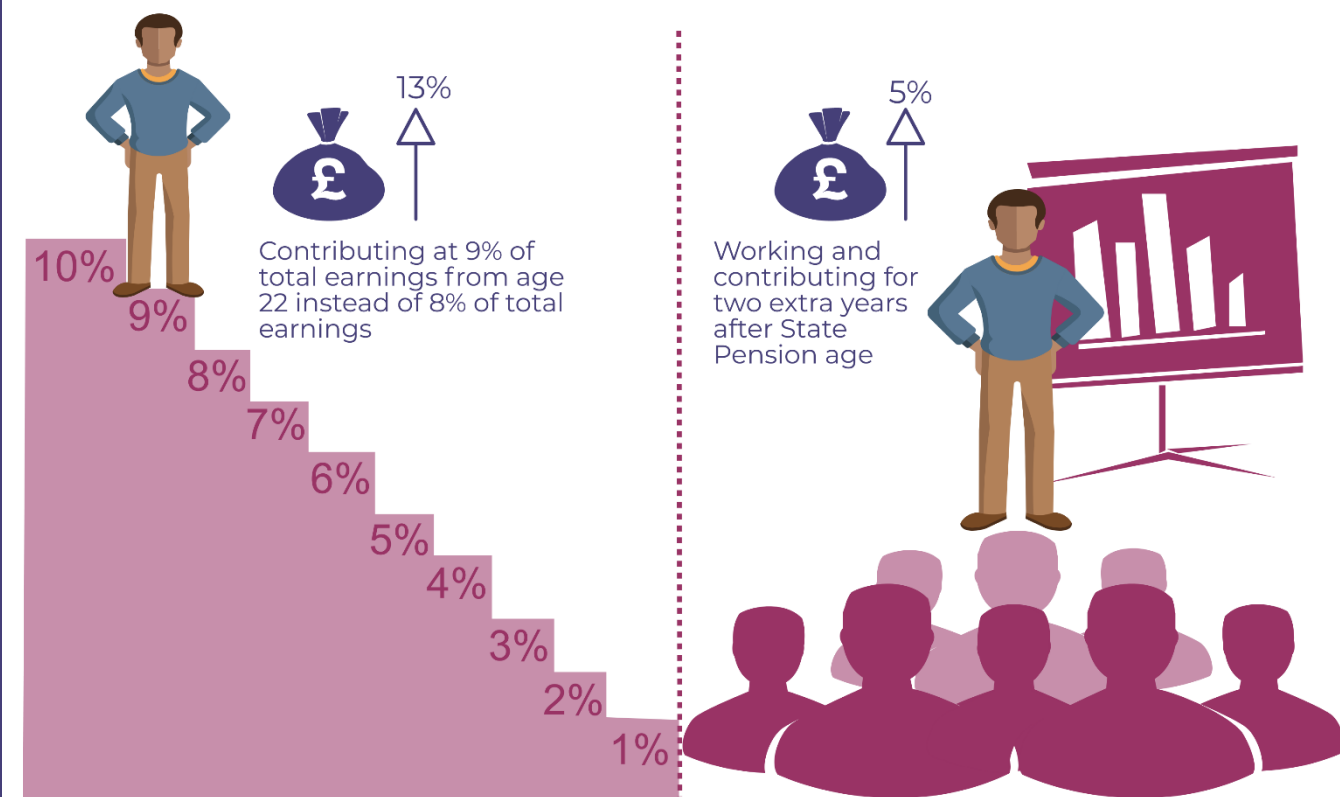 13%
£
Contributing at 9% of
total earnings from age
22 instead of 8% of total
earnings
10%
9%
8%
7%
6%
5%
4%
3%
2%
1%
5%
£
Working and
contributing for
two extra years
after State
Pension age